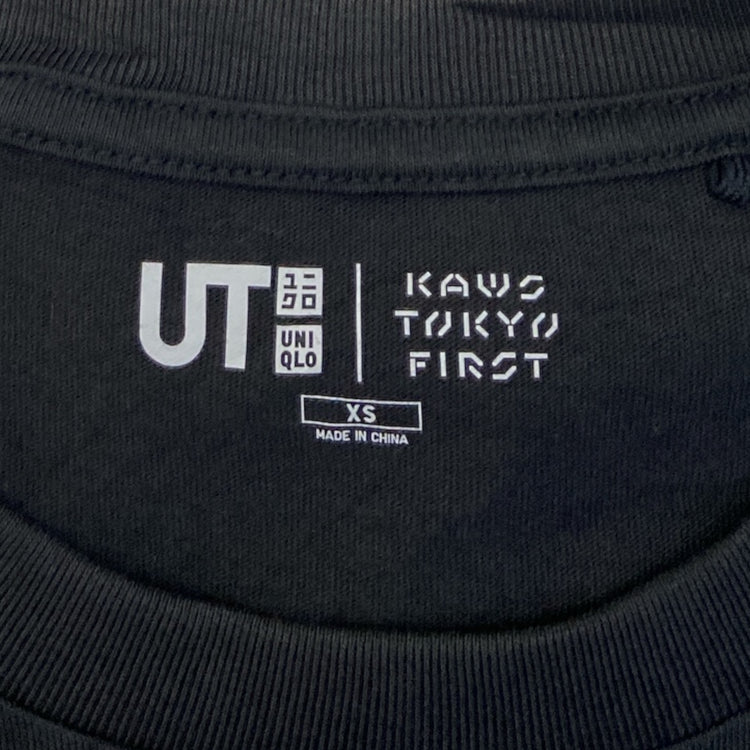 UT
ユニ
クロ
UNI
QLO
KAWS
TOKYO
FIRST
XS
MADE IN CHINA